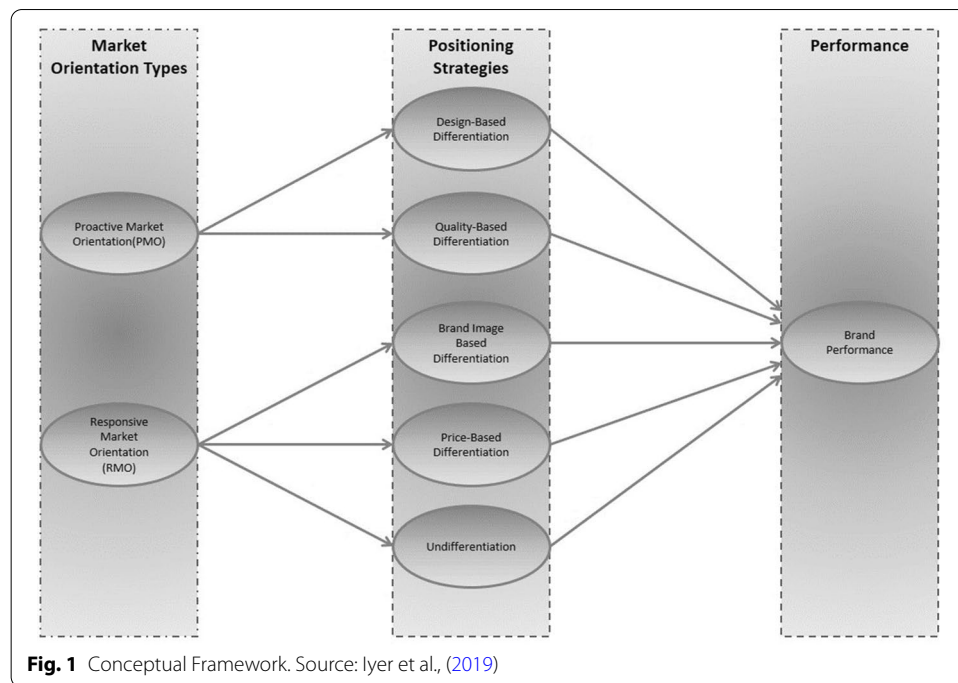 Market
Orientation Types
Positioning
Strategies
Performance
Design-Based
Differentiation
Proactive Market
Orientation(PMO)
Quality-Based
Differentiation
Brand Image
Based
Differentiation
Brand
Performance
Responsive
Market
Orientation
(RMO)
Price-Based
Differentiation
Undifferentiation
Fig. 1 Conceptual Framework. Source: Iyer et al., (2019)